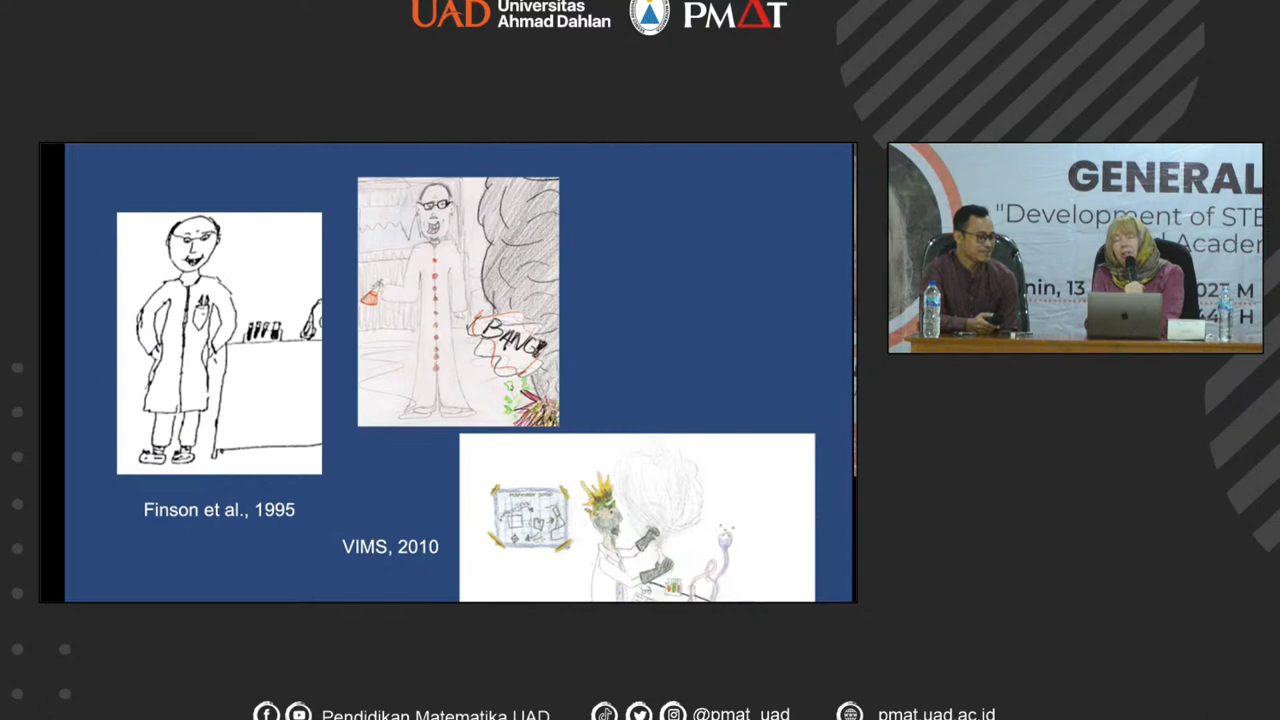 UAD
Universitas
Ahmad Dahlan
PMAT
BANG
Finson et al., 1995
VIMS, 2010
GENERAL
"Development of STE
Acade
nin, 13
M
H
Pendidikan Matematika UAD
@pmat_uad
pmat.uad.ac.id